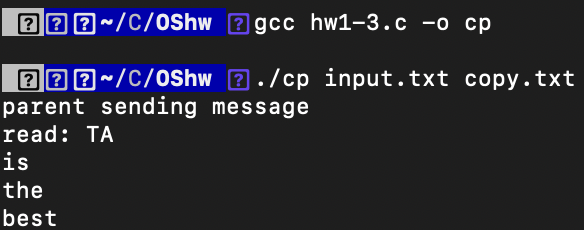 ~/C/OShw gcc hw1-3.c -o cp
~/C/OShw ./cp input.txt copy.txt
parent sending message
read: TA
is
the
best